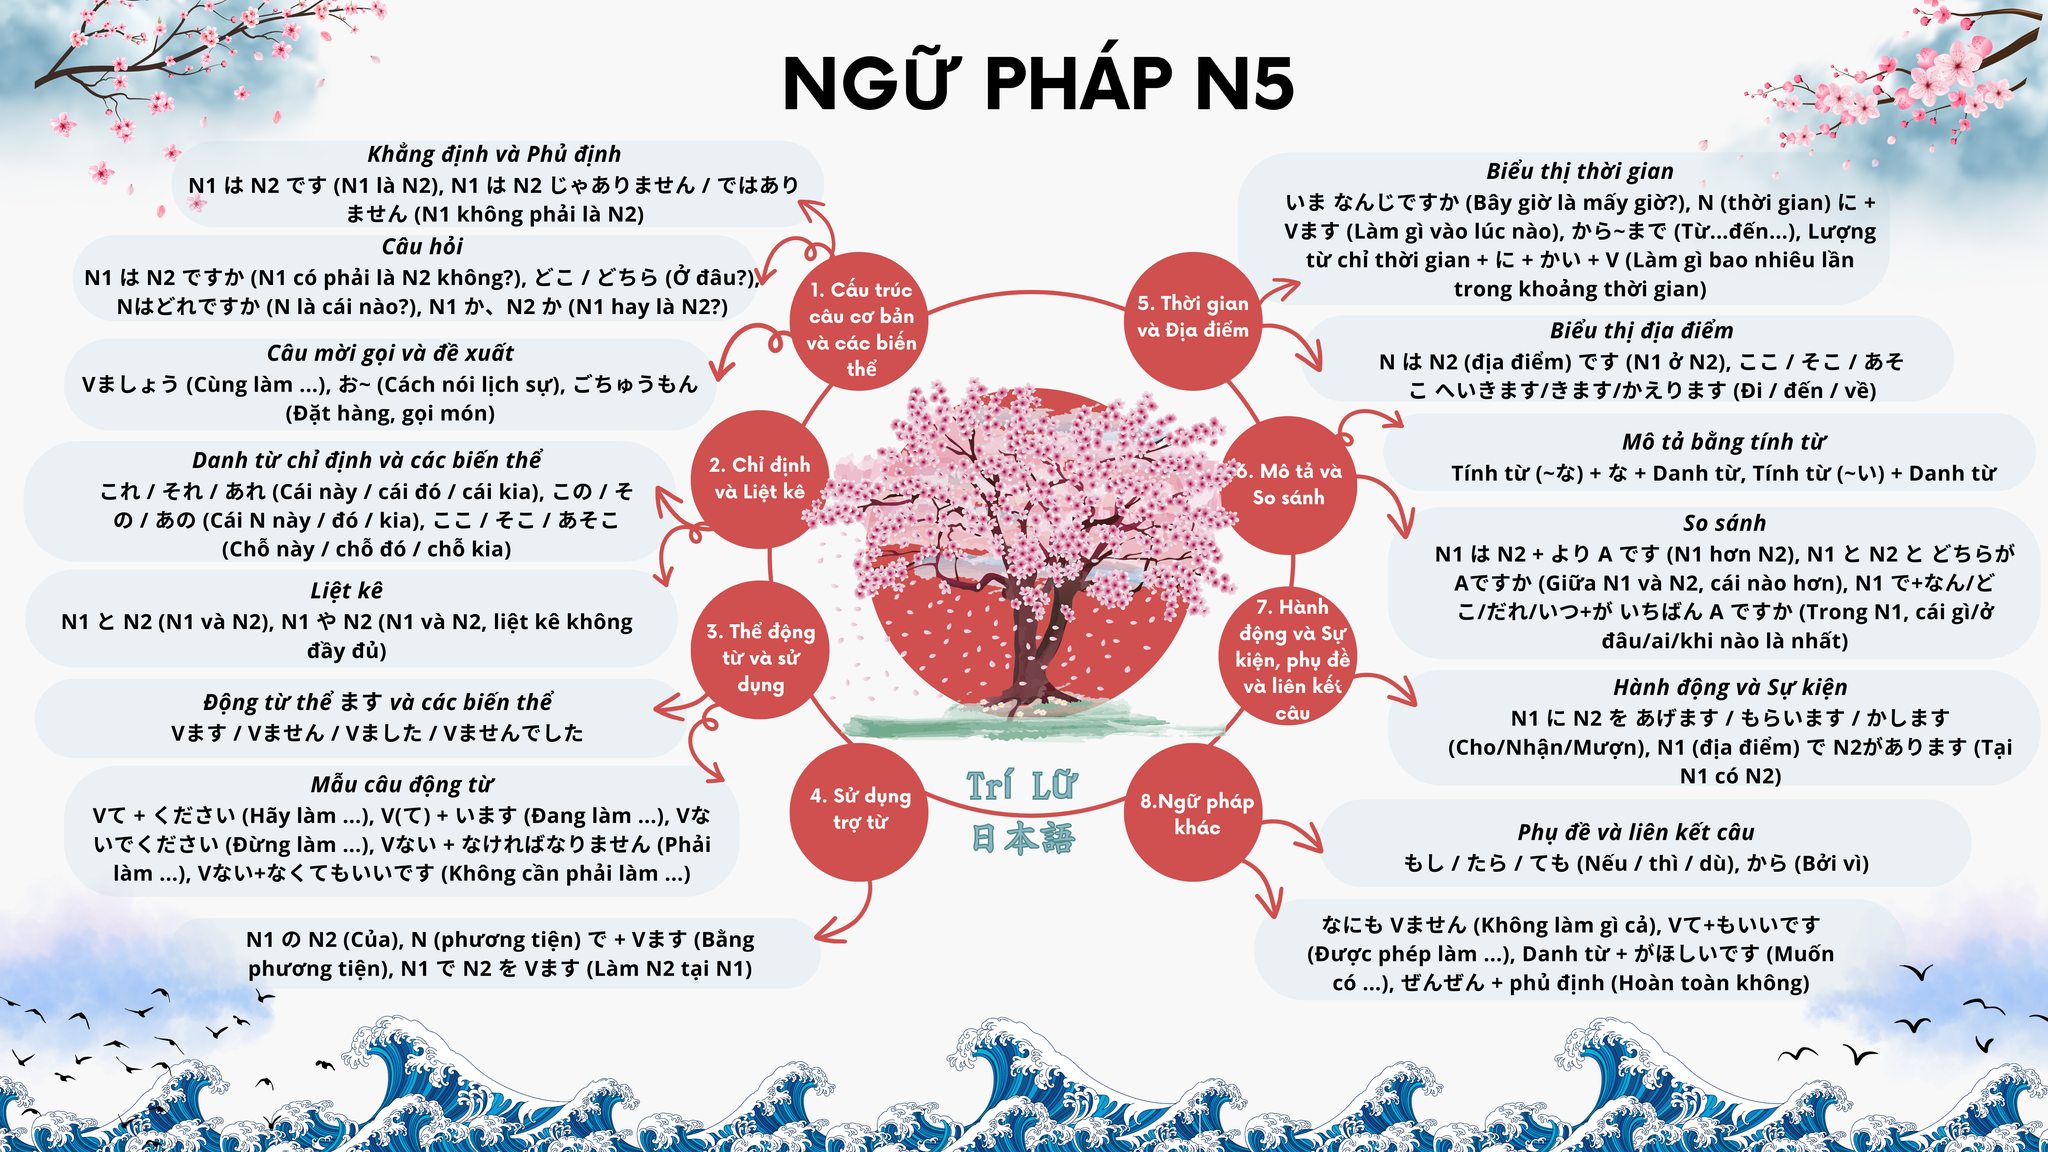 NGỮ PHÁP N5
Khẳng định và Phủ định
N1 は N2 です (N1 là N2), N1 は N2 じゃありません / ではあり
ません (N1 không phải là N2)
Câu hỏi
N1 は N2 ですか (N1 có phải là N2 không?), どこ / どちら (Ở đâu?),
Nはどれですか (N là cái nào?), N1 か、N2 か (N1 hay là N2?)
Câu mời gọi và đề xuất
Vましょう (Cùng làm ...), お~ (Cách nói lịch sự), ごちゅうもん
(Đặt hàng, gọi món)
1. Cấu trúc
câu cơ bản
và các biến
thể
Danh từ chỉ định và các biến thể
これ / それ / あれ (Cái này / cái đó / cái kia), この / そ
の / あの (Cái N này / đó / kia), ここ / そこ / あそこ
(Chỗ này / chỗ đó / chỗ kia)
Liệt kê
N1 と N2 (N1 và N2), N1 や N2 (N1 và N2, liệt kê không
đầy đủ)
2. Chỉ định
và Liệt kê
Động từ thể ます và các biến thể
Vます / Vません / Vました / Vませんでした
Mẫu câu động từ
Vて + ください (Hãy làm ...), V(て) + います (Đang làm ...), Vな
いでください (Đừng làm ...), Vない + なければなりません (Phải
làm ...), Vない+なくてもいいです (Không cần phải làm ...)
3. Thể động
từ và sử
dụng
N1 の N2 (Của), N (phương tiện) で + Vます (Bằng
phương tiện), N1 で N2 を Vます (Làm N2 tại N1)
4. Sử dụng
trợ từ
Biểu thị thời gian
いま なんじですか (Bây giờ là mấy giờ?), N (thời gian) に +
Vます (Làm gì vào lúc nào), から~まで (Từ...đến...), Lượng
từ chỉ thời gian + に + かい + V (Làm gì bao nhiêu lần
trong khoảng thời gian)
Biểu thị địa điểm
N は N2 (địa điểm) です (N1 ở N2), ここ / そこ / あそ
こ へいきます/きます/かえります (Đi / đến / về)
5. Thời gian
và Địa điểm
Mô tả bằng tính từ
Tính từ (~な) + な + Danh từ, Tính từ (~い) + Danh từ
So sánh
N1 は N2 + より A です (N1 hơn N2), N1 と N2 と どちらが
Aですか (Giữa N1 và N2, cái nào hơn), N1 で+なん/ど
こ/だれ/いつ+が いちばん A ですか (Trong N1, cái gì/ở
đâu/ai/khi nào là nhất)
6. Mô tả và
So sánh
Hành động và Sự kiện
N1 に N2 を あげます / もらいます / かします
(Cho/Nhận/Mượn), N1 (địa điểm) で N2があります (Tại
N1 có N2)
7. Hành
động và Sự
kiện, phụ đề
và liên kết
câu
Phụ đề và liên kết câu
もし / たら / ても (Nếu / thì / dù), から (Bởi vì)
なにも Vません (Không làm gì cả), Vて+もいいです
(Được phép làm ...), Danh từ + がほしいです (Muốn
có ...), ぜんぜん + phủ định (Hoàn toàn không)
8.Ngữ pháp
khác
Trí Lữ
日本語